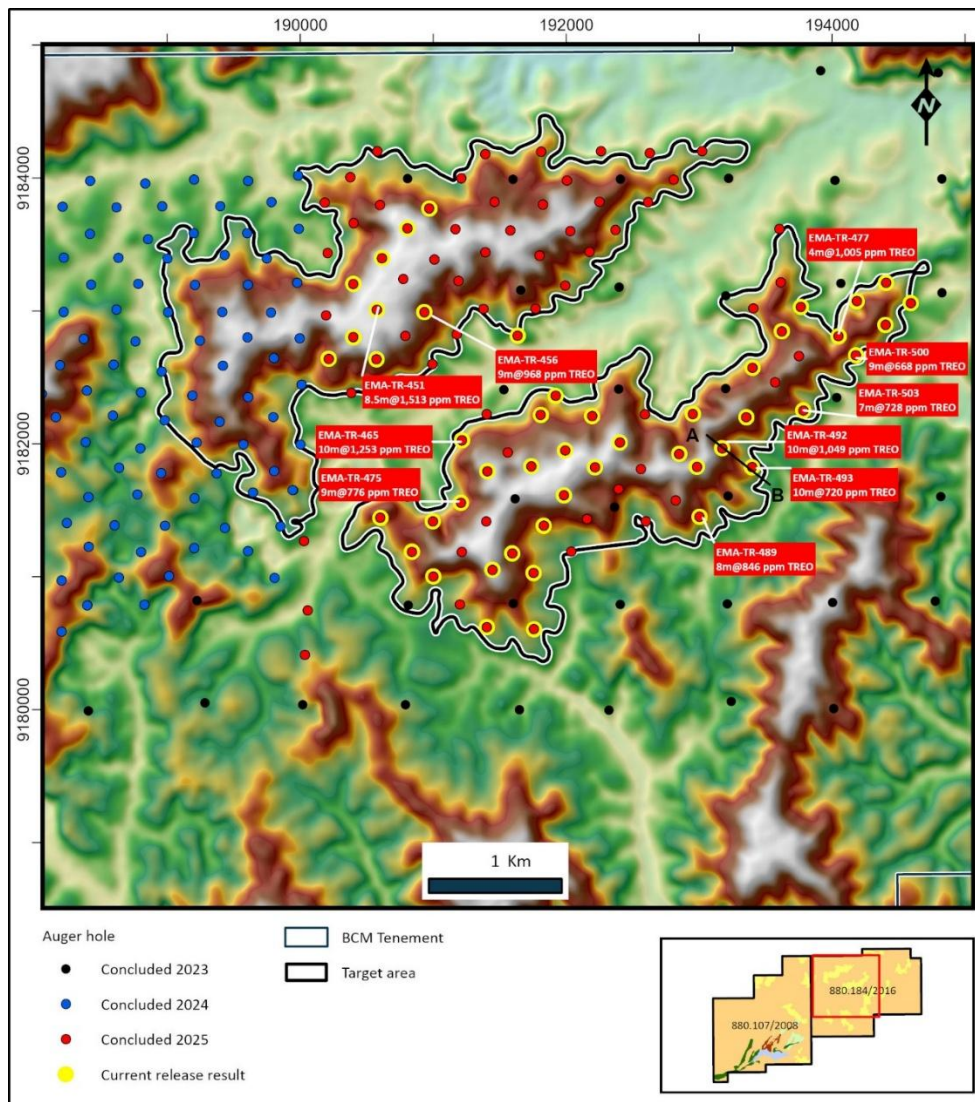 190000
192000
194000
9184000
9182000
9180000
N
EMA-TR-477
4m@1,005 ppm TREO
EMA-TR-456
9m@968 ppm TREO
EMA-TR-500
9m@668 ppm TREO
EMA-TR-451
8.5m@1,513 ppm TREO
EMA-TR-503
7m@728 ppm TREO
EMA-TR-465
10m@1,253 ppm TREO
A
EMA-TR-492
10m@1,049 ppm TREO
EMA-TR-475
9m@776 ppm TREO
B
EMA-TR-493
10m@720 ppm TREO
EMA-TR-489
8m@846 ppm TREO
1 Km
Auger hole
Concluded 2023
Concluded 2024
Concluded 2025
Current release result
BCM Tenement
Target area
880.184/2016
880.107/2008